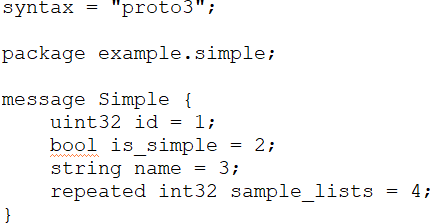 syntax = "proto3";
package example.simple;
message Simple {
    uint32 id = 1;
    bool is_simple = 2;
    string name = 3;
    repeated int32 sample_lists = 4;
}